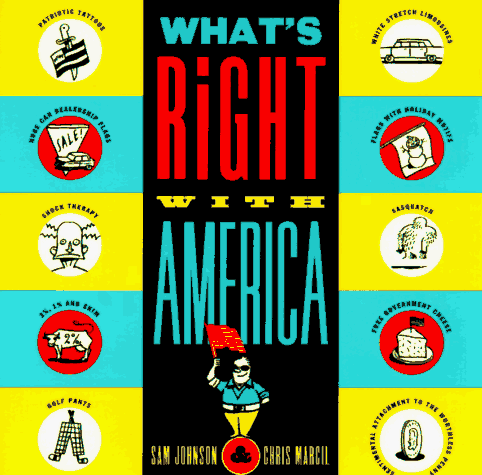 PATRIOTIC TATTOOS
HUGE CAR DEALERSHIP FLAGS
SALE!
SHOCK THERAPY
2%, 1% AND SKIM
2%
GOLF PANTS
WHAT'S
RiGHT
WITH
AMERICA
SAM JOHNSON & CHRIS MARCIL
WHITE STRETCH LIMOUSINES
FLAGS WITH HOLIDAY MOTIFS
SASQUATCH
FREE GOVERNMENT CHEESE
SENTIMENTAL ATTACHMENT TO THE WORTHLESS PENNY